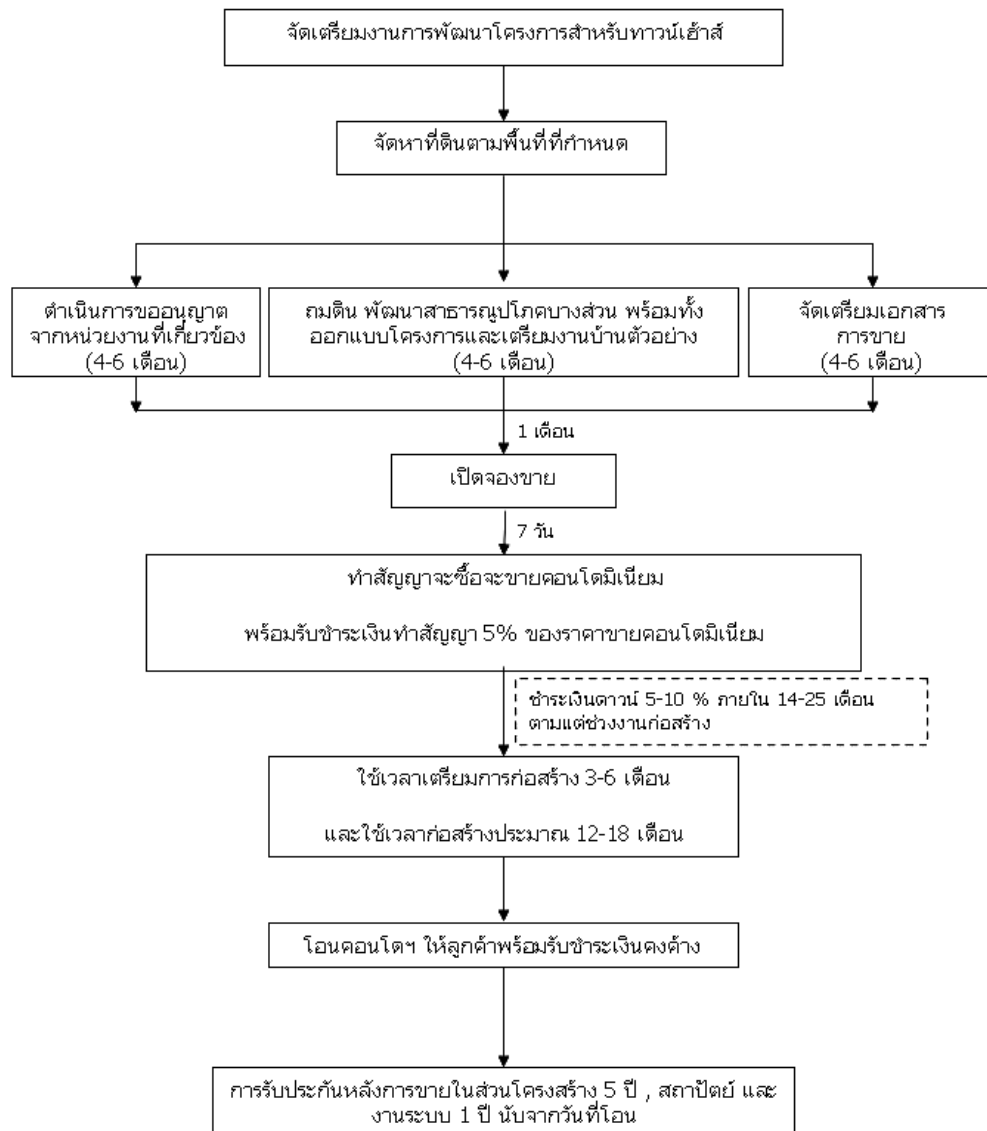 จัดเตรียมงานการพัฒนาโครงการสำหรับทาวน์เฮ้าส์
จัดหาที่ดินตามพื้นที่ที่กำหนด
ดำเนินการขออนุญาต
จากหน่วยงานที่เกี่ยวข้อง
(4-6 เดือน)
ถมดิน พัฒนาสาธารณูปโภคบางส่วน พร้อมทั้ง
ออกแบบโครงการและเตรียมงานบ้านตัวอย่าง
(4-6 เดือน)
จัดเตรียมเอกสาร
การขาย
(4-6 เดือน)
1 เดือน
เปิดจองขาย
7 วัน
ทำสัญญาจะซื้อจะขายคอนโดมิเนียม
พร้อมรับชำระเงินทำสัญญา 5% ของราคาขายคอนโดมิเนียม
ชำระเงินดาวน์ 5-10 % ภายใน 14-25 เดือน
ตามแต่ช่วงงานก่อสร้าง
ใช้เวลาเตรียมการก่อสร้าง 3-6 เดือน
และใช้เวลาก่อสร้างประมาณ 12-18 เดือน
โอนคอนโดฯ ให้ลูกค้าพร้อมรับชำระเงินคงค้าง
การรับประกันหลังการขายในส่วนโครงสร้าง 5 ปี , สถาปัตย์ และ
งานระบบ 1 ปี นับจากวันที่โอน